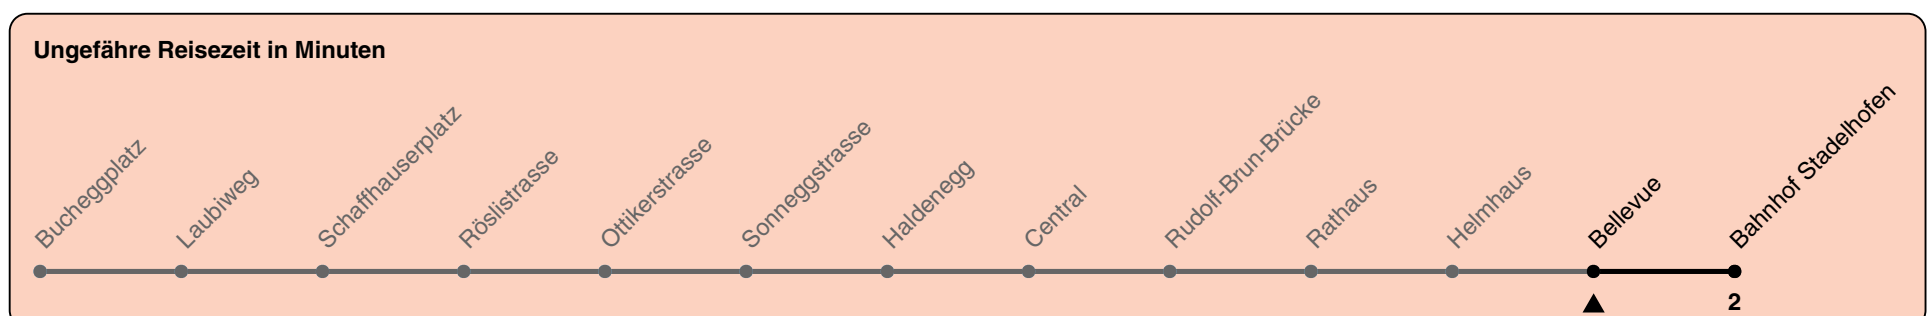 Ungefähre Reisezeit in Minuten
Bucheggplatz
Laubiweg
Schaffhauserplatz
Röslistrasse
Ottikerstrasse
Sonneggstrasse
Haldenegg
Central
Rudolf-Brun-Brücke
Rathaus
Helmhaus
Bellevue
Bahnhof Stadelhofen
2